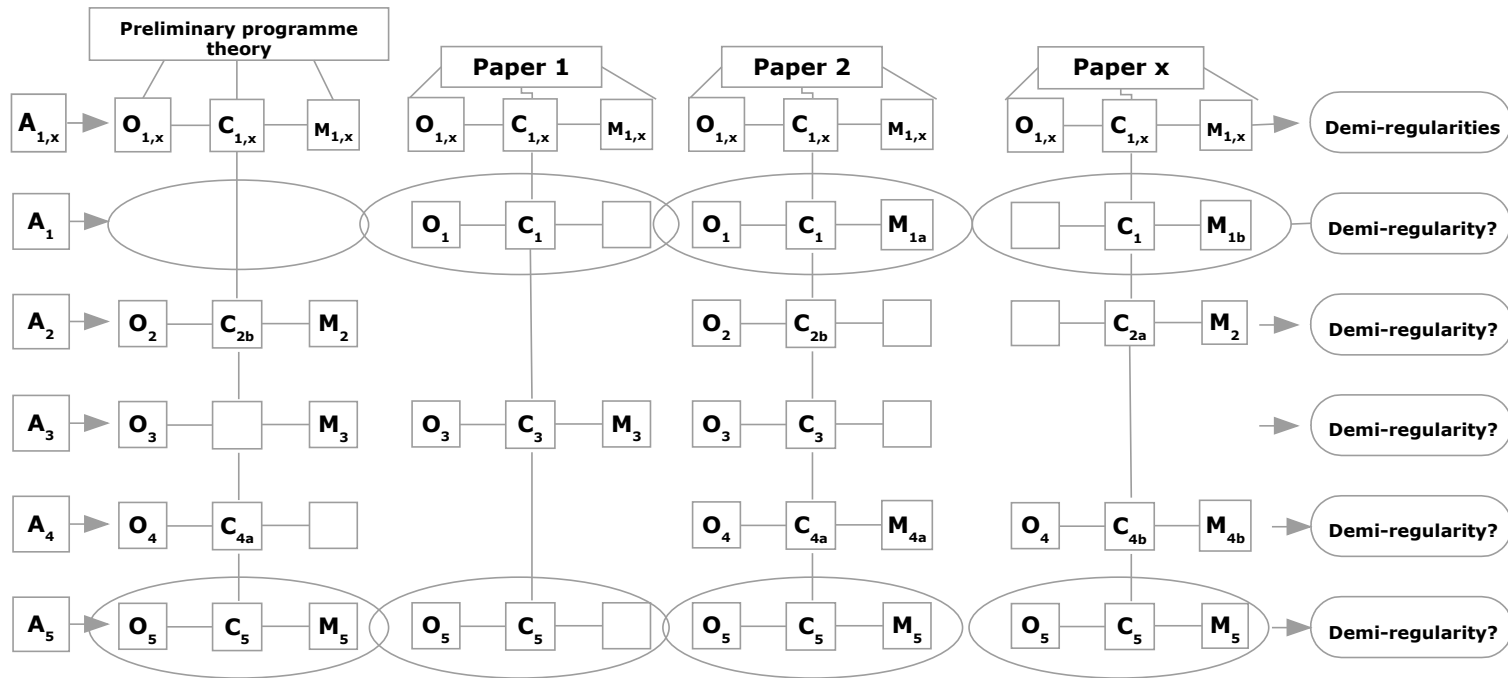 Preliminary programme
theory
Paper 1
Paper 2
Paper x
A1,x O1,x C1,x M1,x O1,x C1,x M1,x O1,x C1,x M1,x O1,x C1,x M1,x Demi-regularities
A1 O1 C1 O1 C1 M1a C1 M1b Demi-regularity?
A2 O2 C2b M2 O2 C2b C2a M2 Demi-regularity?
A3 O3 M3 O3 C3 M3 O3 C3 Demi-regularity?
A4 O4 C4a O4 C4a M4a O4 C4b M4b Demi-regularity?
A5 O5 C5 M5 O5 C5 O5 C5 M5 O5 C5 M5 Demi-regularity?